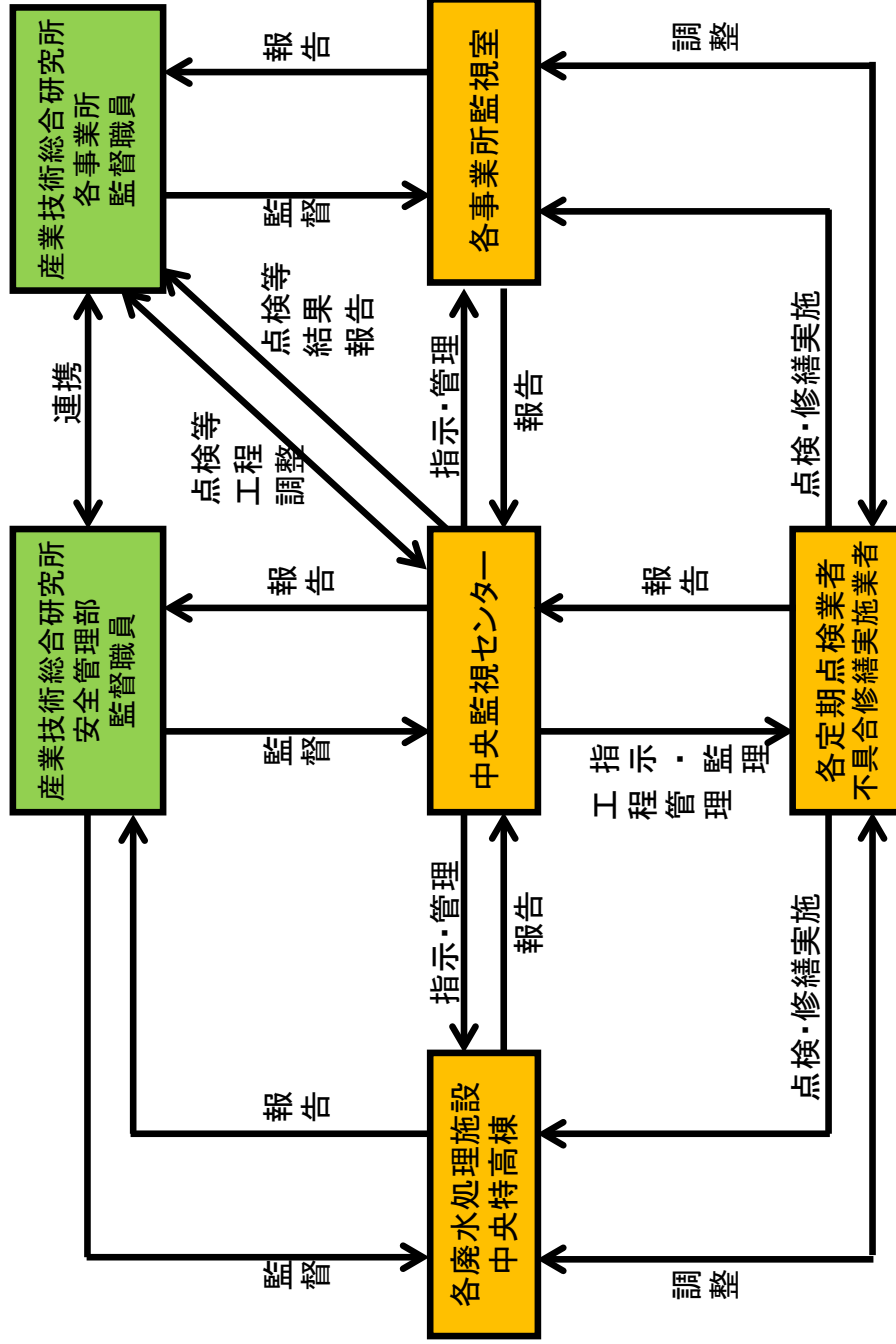 産業技術総合研究所
安全管理部
監督職員
連携
産業技術総合研究所
各事業所
監督職員
監督
報告
監督
報告
点検等
工程
調整
点検等
結果
報告
監督
報告
各廃水処理施設
中央特高棟
指示・管理
報告
中央監視センター
指示・管理
報告
各事業所監視室
調整
点検・修繕実施
指示・監理
工程管理
報告
点検・修繕実施
調整
各定期点検業者
不具合修繕実施業者